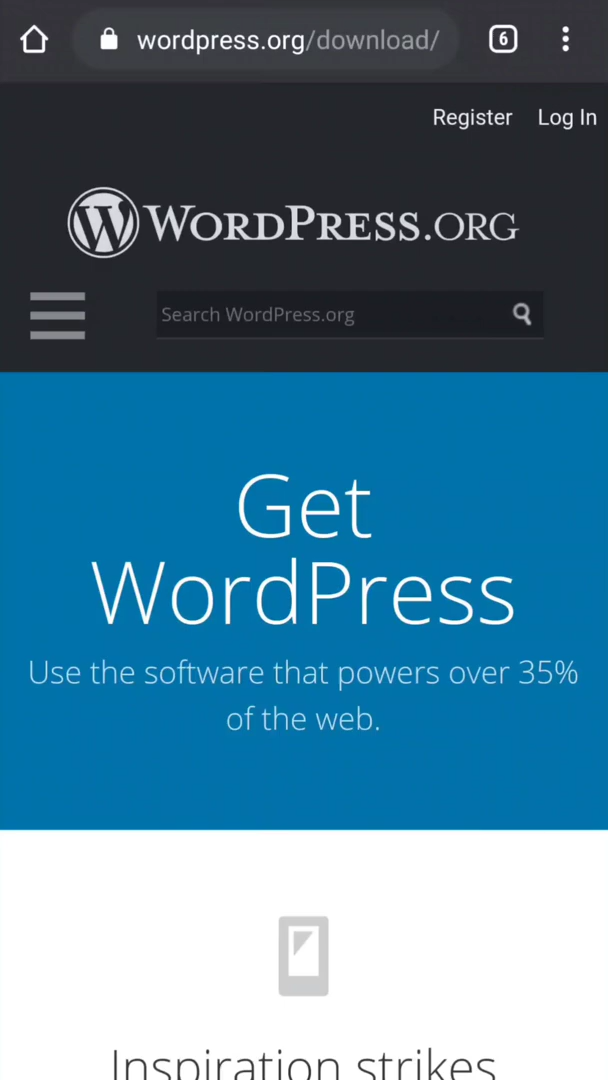 wordpress.org/download/
6
Register Log In
WORDPRESS.ORG
Search WordPress.org
Get
WordPress
Use the software that powers over 35%
of the web.
Inspiration strikes